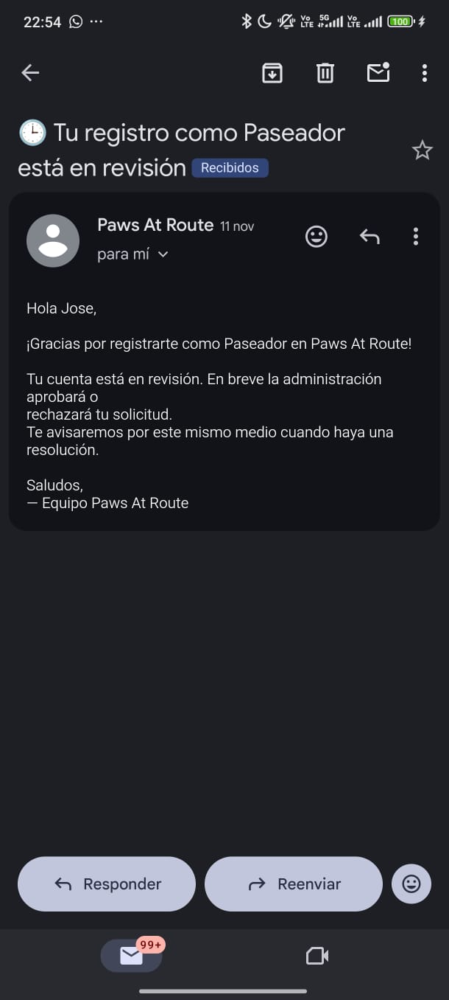 22:54
Vo LTE 5G Vo LTE 100
Tu registro como Paseador
está en revisión Recibidos
Paws At Route 11 nov
para mí
Hola Jose,
¡Gracias por registrarte como Paseador en Paws At Route!
Tu cuenta está en revisión. En breve la administración
aprobará o
rechazará tu solicitud.
Te avisaremos por este mismo medio cuando haya una
resolución.
Saludos,
— Equipo Paws At Route
Responder Reenviar
99+